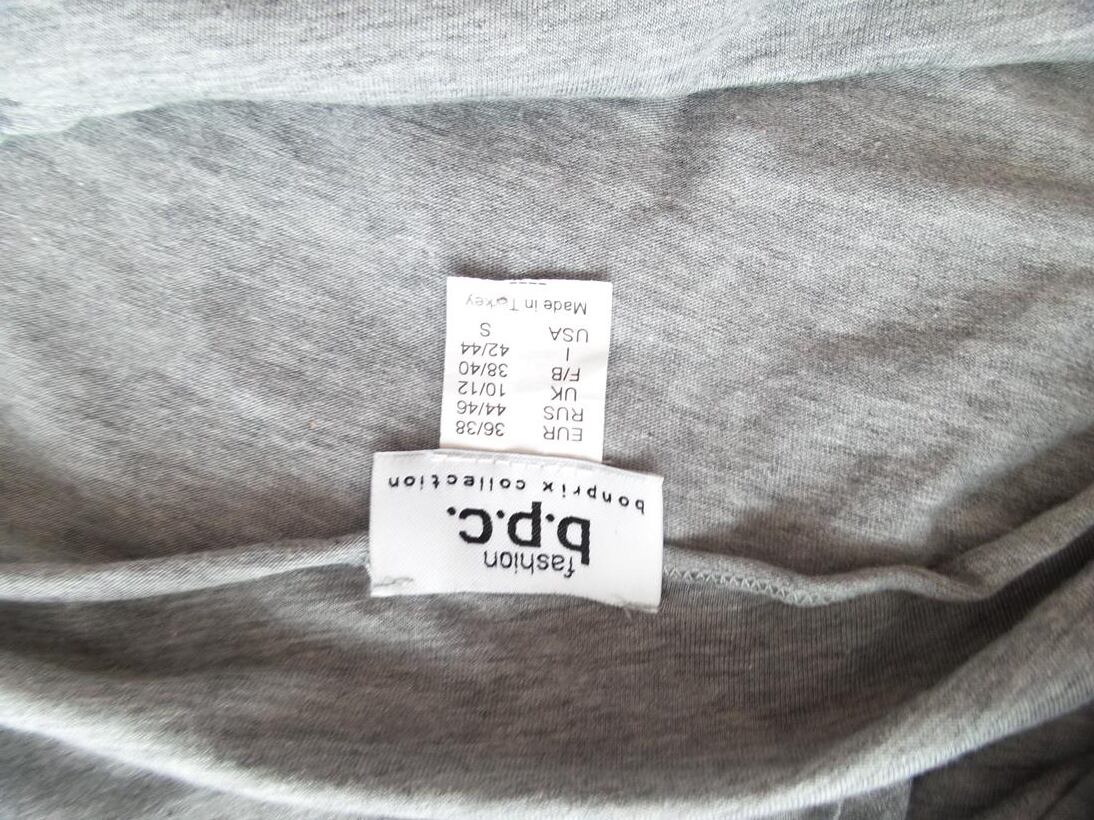 fashion
b.p.c.
bonprix collection
EUR 36/38
RUS 44/46
UK 10/12
F/B 38/40
I 42/44
USA S
Made in Turkey